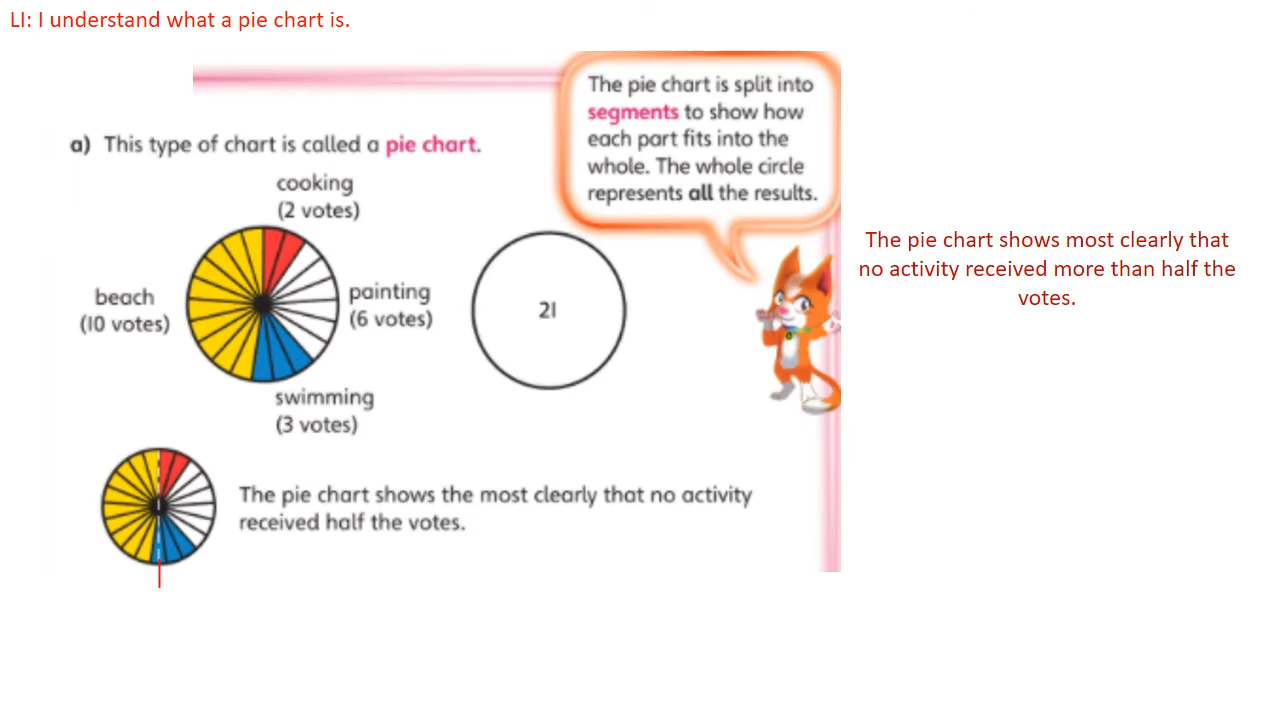 LI: I understand what a pie chart is.
The pie chart is split into
segments to show how
each part fits into the
whole. The whole circle
represents all the results.
a) This type of chart is called a pie chart.
cooking
(2 votes)
beach
(10 votes)
painting
(6 votes)
21
swimming
(3 votes)
The pie chart shows most clearly that
no activity received more than half the
votes.
The pie chart shows the most clearly that no activity
received half the votes.